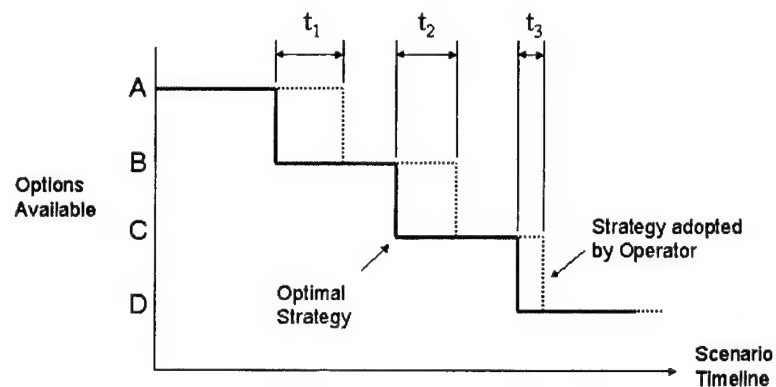 t1
t2
t3
A
B
Options
Available
C
Strategy adopted
by Operator
Optimal
Strategy
D
Scenario
Timeline